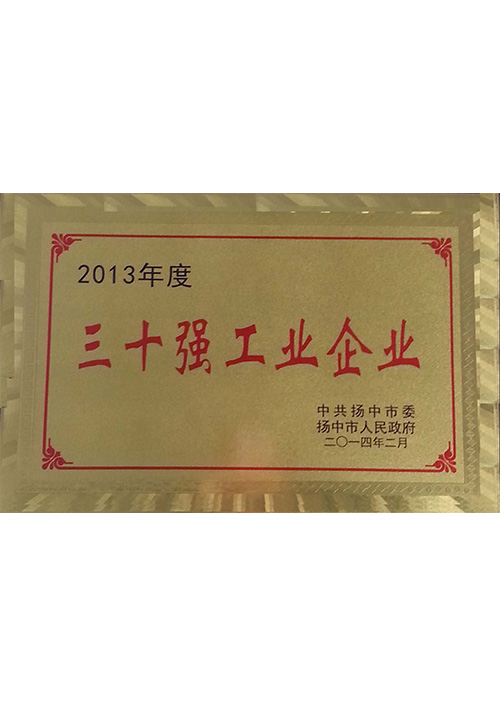 2013年度
三十强工业企业
中共扬中市委
扬中市人民政府
二〇一四年二月